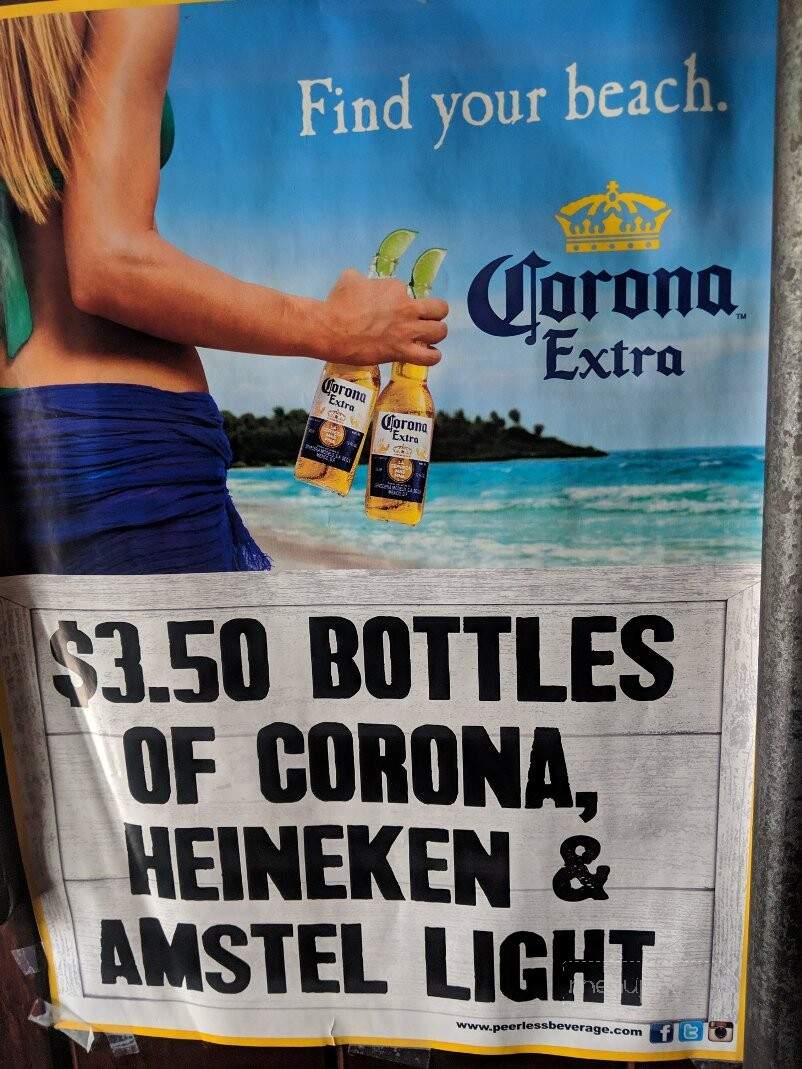 Find your beach.
Corona
Extra
Corona
Extra
Corona
Extra
$3.50 BOTTLES
OF CORONA,
HEINEKEN &
AMSTEL LIGHT
www.peerlessbeverage.com